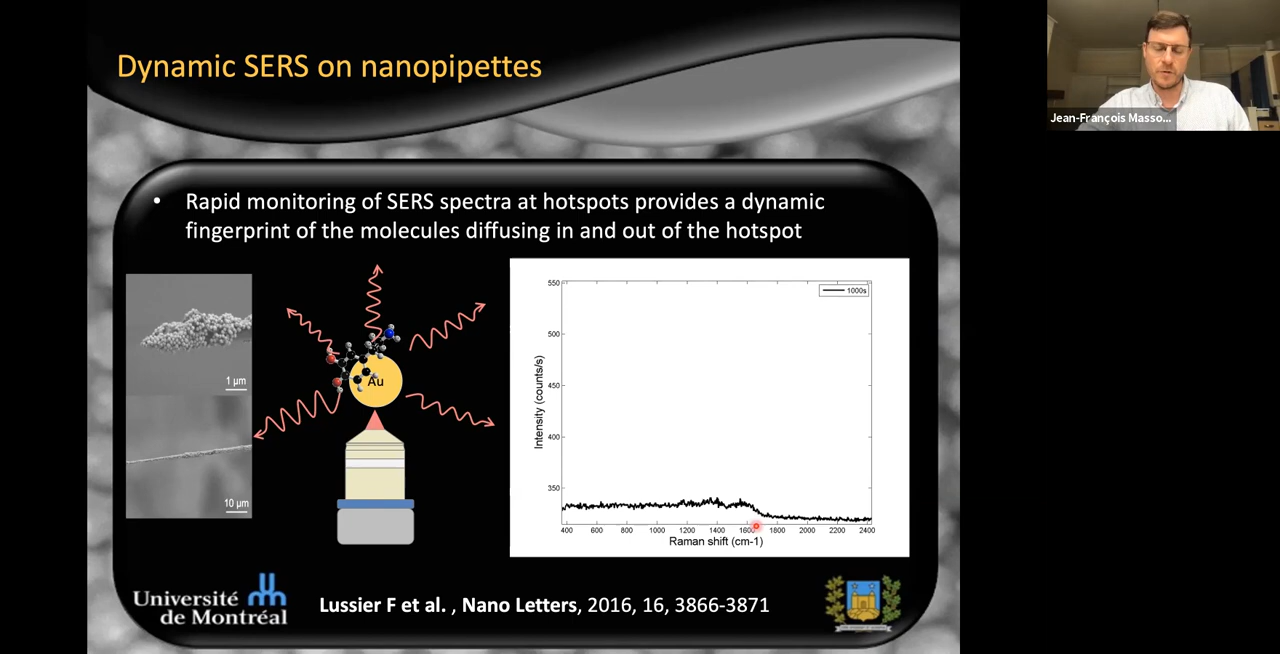 Dynamic SERS on nanopipettes
Jean-François Masso...
• Rapid monitoring of SERS spectra at hotspots provides a dynamic
fingerprint of the molecules diffusing in and out of the hotspot
1 µm
10 µm
Au
550
500
450
400
350
Intensity (counts/s)
1000s
400 600 800 1000 1200 1400 1600 1800 2000 2200 2400
Raman shift (cm-1)
Université
de Montréal
Lussier F et al. , Nano Letters, 2016, 16, 3866-3871